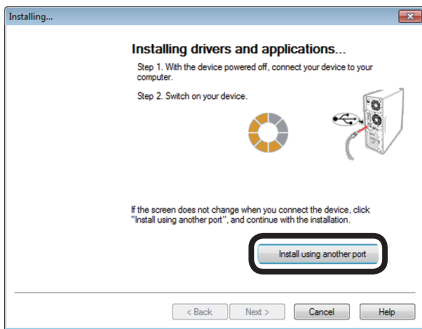 Installing...
Installing drivers and applications...
Step 1. With the device powered off, connect your device to your
computer.
Step 2. Switch on your device.
If the screen does not change when you connect the device, click
"Install using another port", and continue with the installation.
Install using another port
< Back Next > Cancel Help